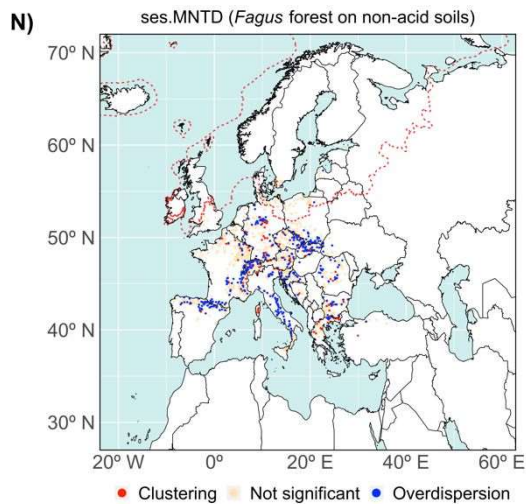 N)
ses.MNTD (Fagus forest on non-acid soils)
70º N
60º N
50º N
40º N
30º N
20º W 0º 20º E 40º E 60º E
Clustering Not significant Overdispersion